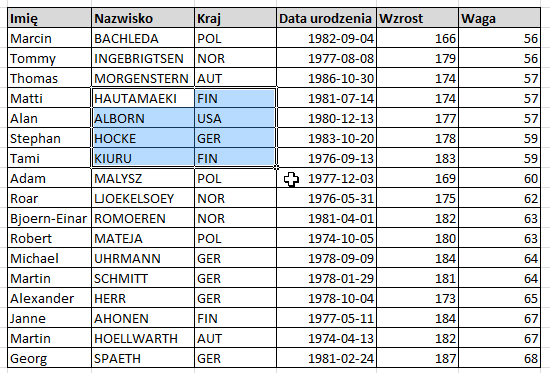 Imię Nazwisko Kraj Data urodzenia Wzrost Waga
Marcin BACHLEDA POL 1982-09-04 166 56
Tommy INGEBRIGTSEN NOR 1977-08-08 179 56
Thomas MORGENSTERN AUT 1986-10-30 174 57
Matti HAUTAMAEKI FIN 1981-07-14 174 57
Alan ALBORN USA 1980-12-13 177 57
Stephan HOCKE GER 1983-10-20 178 59
Tami KIURU FIN 1976-09-13 183 59
Adam MALYSZ POL 1977-12-03 169 60
Roar LJOEKELSOEY NOR 1976-05-31 175 62
Bjoern-Einar ROMOEREN NOR 1981-04-01 182 63
Robert MATEJA POL 1974-10-05 180 63
Michael UHRMANN GER 1978-09-09 184 64
Martin SCHMITT GER 1978-01-29 181 64
Alexander HERR GER 1978-10-04 173 65
Janne AHONEN FIN 1977-05-11 184 67
Martin HOELLWARTH AUT 1974-04-13 182 67
Georg SPAETH GER 1981-02-24 187 68